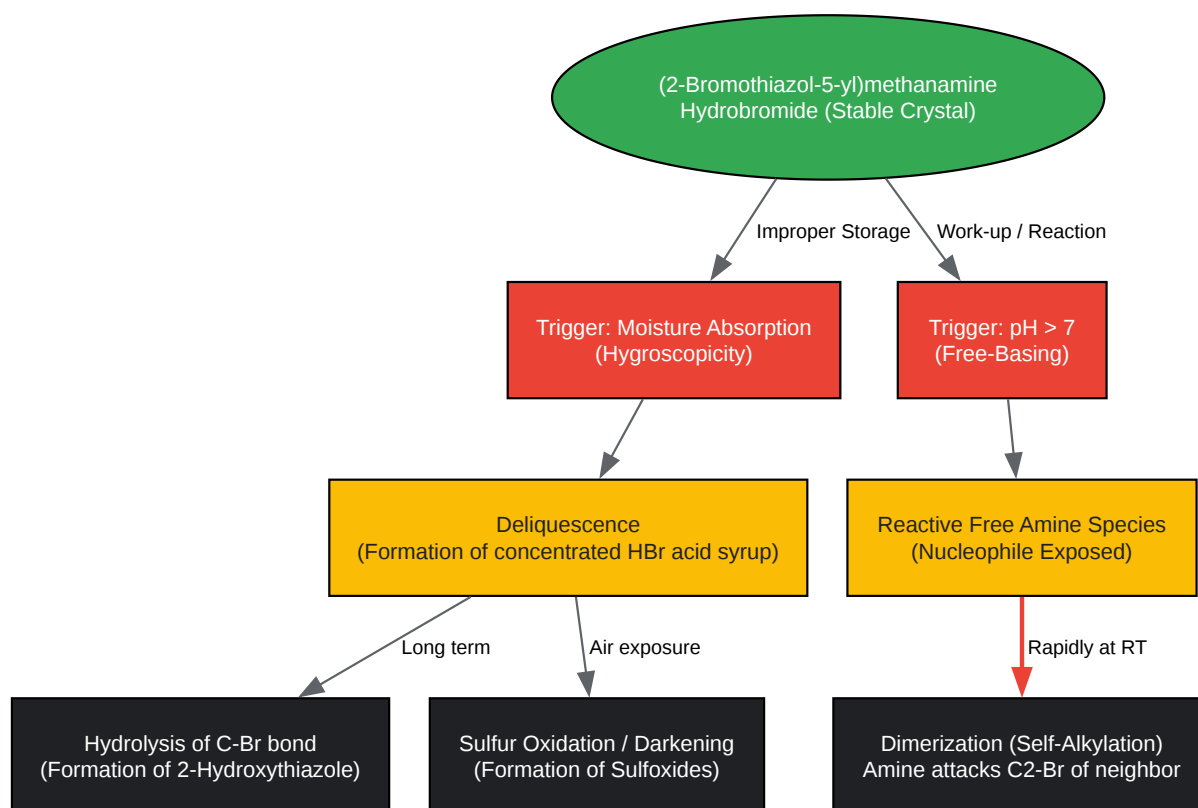 (2-Bromothiazol-5-yl)methanamine
Hydrobromide (Stable Crystal)
Improper Storage
Work-up / Reaction
Trigger: Moisture Absorption
(Hygroscopicity)
Trigger: pH > 7
(Free-Basing)
Deliquescence
(Formation of concentrated HBr acid syrup)
Reactive Free Amine Species
(Nucleophile Exposed)
Long term
Air exposure
Rapidly at RT
Hydrolysis of C-Br bond
(Formation of 2-Hydroxythiazole)
Sulfur Oxidation / Darkening
(Formation of Sulfoxides)
Dimerization (Self-Alkylation)
Amine attacks C2-Br of neighbor